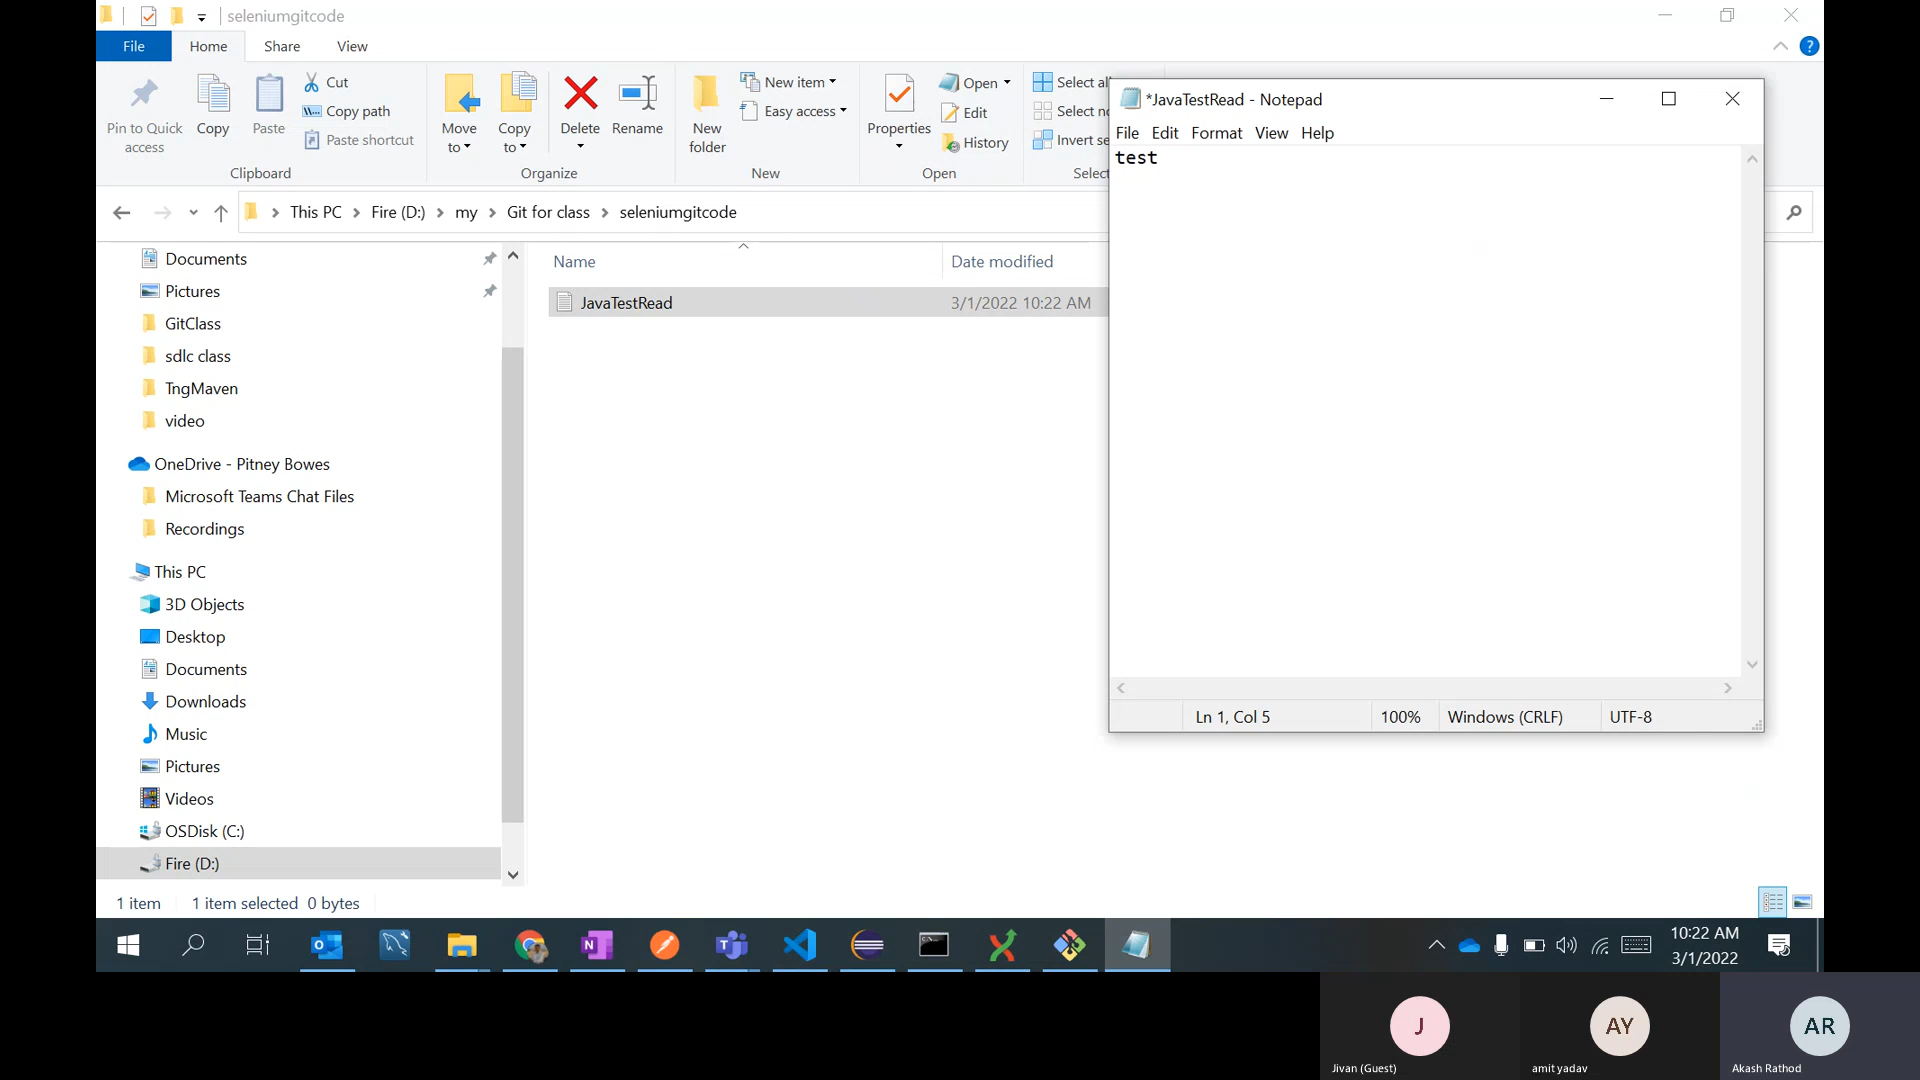 seleniumgitcode
File Home Share View
Pin to Quick access
Copy
Paste
Cut
Copy path
Paste shortcut
Clipboard
Move to
Copy to
Delete
Rename
Organize
New folder
New item
Easy access
New
Properties
Open
Edit
History
Open
Select al
Select no
Invert se
Select
This PC > Fire (D:) > my > Git for class > seleniumgitcode
Documents
Pictures
GitClass
sdlc class
TngMaven
video
OneDrive - Pitney Bowes
Microsoft Teams Chat Files
Recordings
This PC
3D Objects
Desktop
Documents
Downloads
Music
Pictures
Videos
OSDisk (C:)
Fire (D:)
Name Date modified
JavaTestRead 3/1/2022 10:22 AM
1 item 1 item selected 0 bytes
*JavaTestRead - Notepad
File Edit Format View Help
test
Ln 1, Col 5 100% Windows (CRLF) UTF-8
10:22 AM
3/1/2022
J
Jivan (Guest)
AY
amit yadav
AR
Akash Rathod